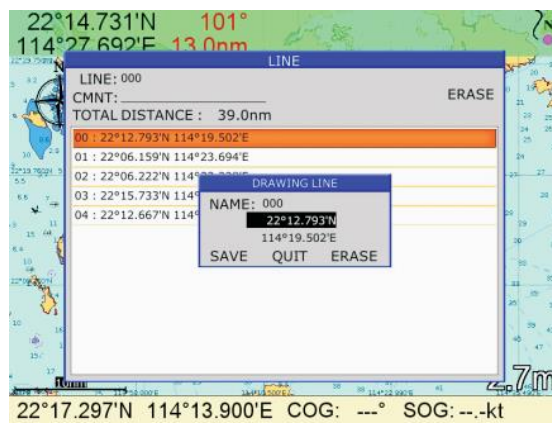 22°14.731'N 101°
114°27.692'E 13.0nm
LINE
LINE: 000
CMNT:
ERASE
TOTAL DISTANCE : 39.0nm
00 : 22°12.793'N 114°19.502'E
01 : 22°06.159'N 114°23.694'E
02 : 22°06.222'N 114°
03 : 22°15.733'N 114°
04 : 22°12.667'N 114°
DRAWING LINE
NAME: 000
22°12.793'N
114°19.502'E
SAVE QUIT ERASE
2.7m
22°17.297'N 114°13.900'E COG: ---° SOG: --.-kt